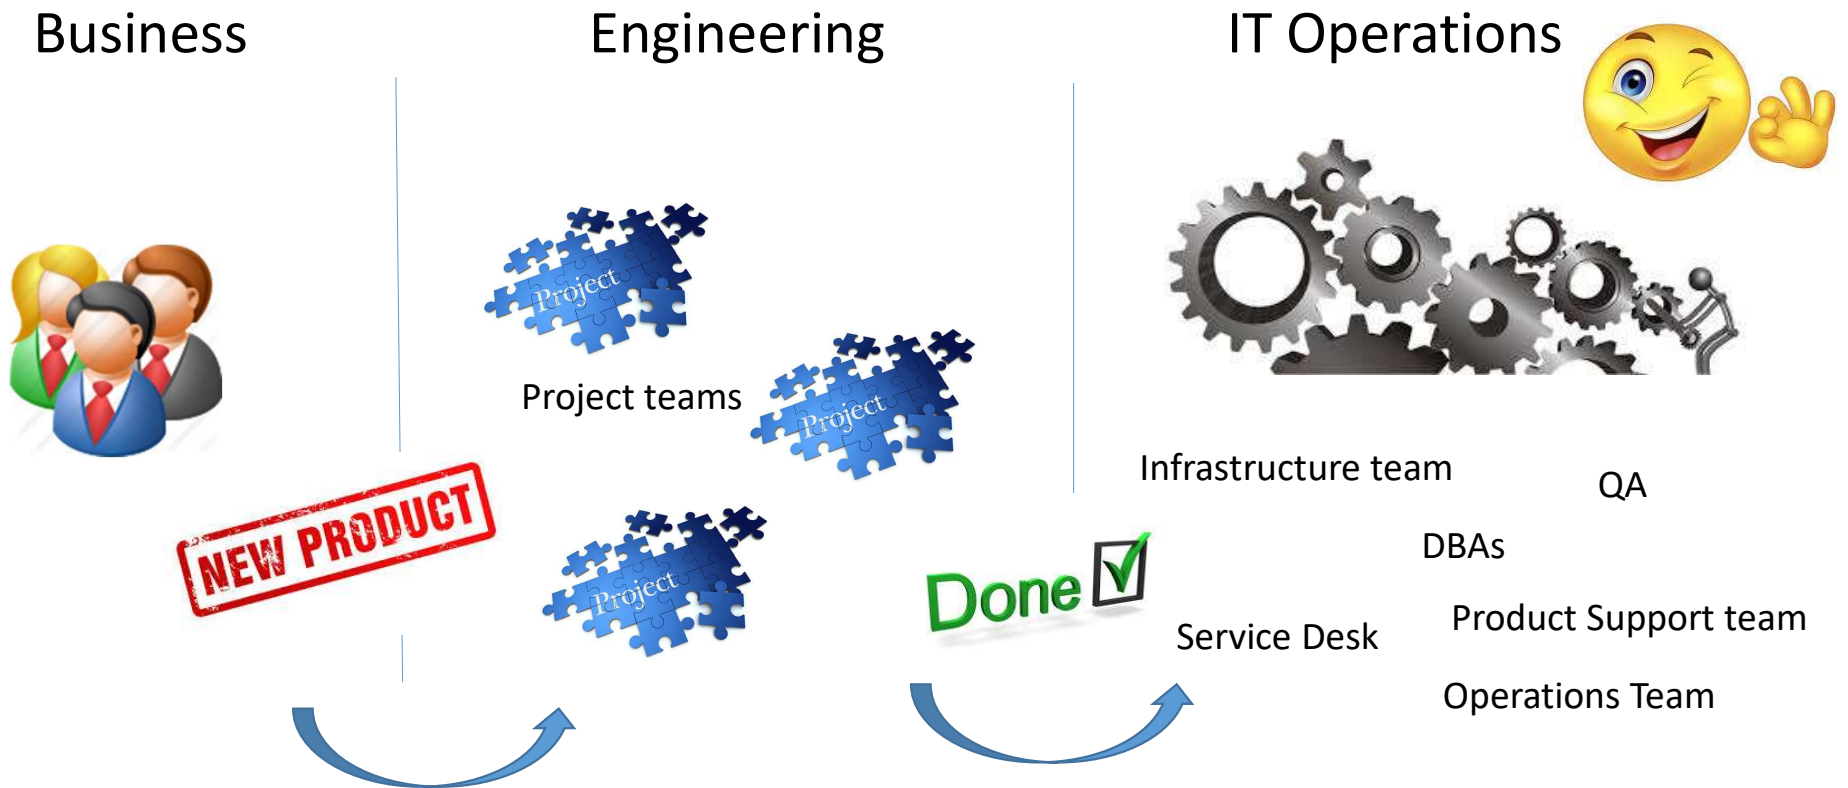 Business
Engineering
IT Operations
Project
Project teams
Project
NEW PRODUCT
Project
Done
Infrastructure team
QA
DBAs
Product Support team
Service Desk
Operations Team